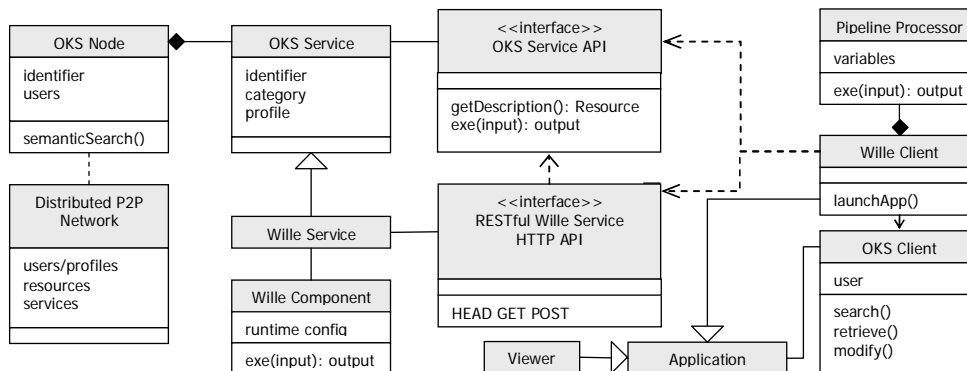 OKS Node
identifier
users
semanticSearch()
OKS Service
identifier
category
profile
<<interface>>
OKS Service API
getDescription(): Resource
exe(input): output
Pipeline Processor
variables
exe(input): output
Wille Client
launchApp()
Distributed P2P
Network
users/profiles
resources
services
Wille Service
<<interface>>
RESTful Wille Service
HTTP API
HEAD GET POST
Wille Component
runtime config
exe(input): output
OKS Client
user
search()
retrieve()
modify()
Viewer
Application